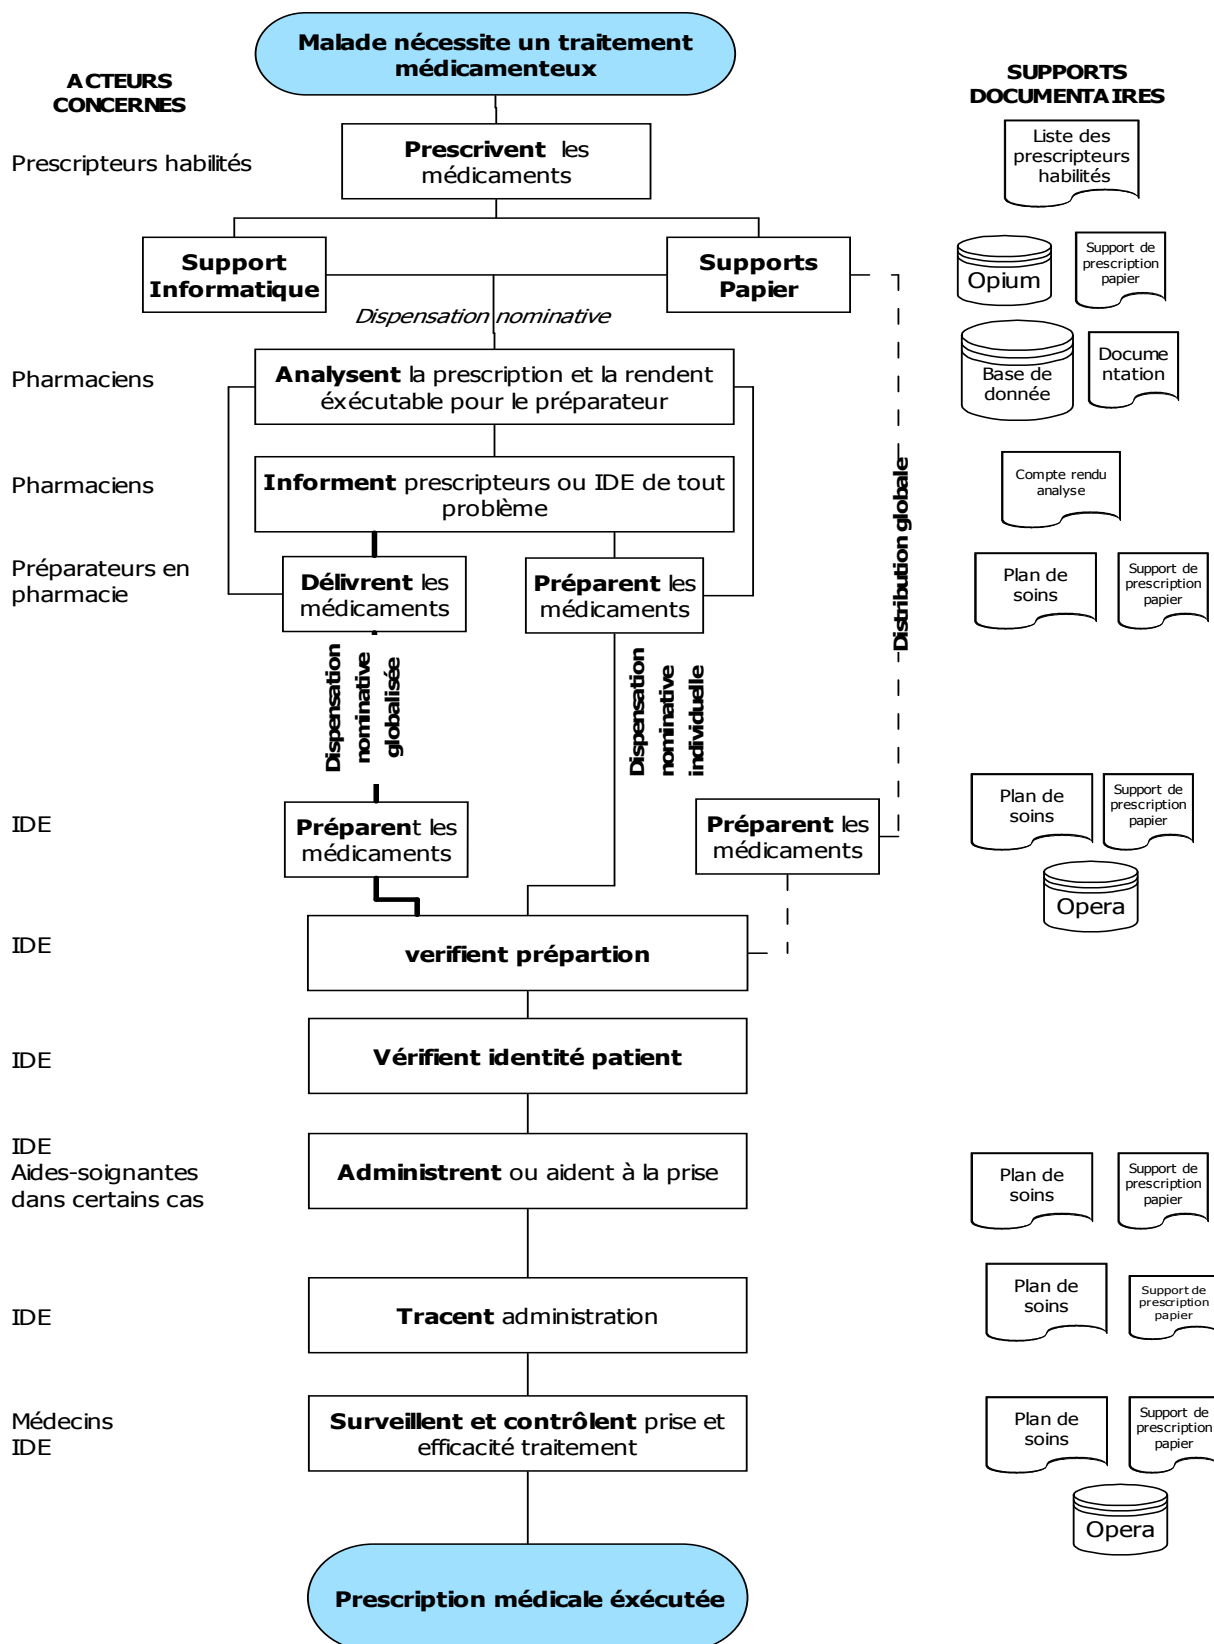 Malade nécessite un traitement
médicamenteux
ACTEURS
CONCERNES
SUPPORTS
DOCUMENTAIRES
Prescripteurs habilités
Prescrivent les
médicaments
Liste des
prescripteurs
habilités
Support
Informatique
Supports
Papier
Opium
Support de
prescription
papier
Dispensation nominative
Pharmaciens
Analysent la prescription et la rendent
éxécutable pour le préparateur
Base de
donnée
Docume
ntation
Pharmaciens
Informent prescripteurs ou IDE de tout
problème
Compte rendu
analyse
Distribution globale
Préparateurs en
pharmacie
Délivrent les
médicaments
Préparent les
médicaments
Plan de
soins
Support de
prescription
papier
Dispensation
nominative
globalisée
Dispensation
nominative
individuelle
IDE
Préparent les
médicaments
Préparent les
médicaments
Plan de
soins
Support de
prescription
papier
Opera
IDE
verifient prépartion
IDE
Vérifient identité patient
IDE
Aides-soignantes
dans certains cas
Administrent ou aident à la prise
Plan de
soins
Support de
prescription
papier
IDE
Tracent administration
Plan de
soins
Support de
prescription
papier
Médecins
IDE
Surveillent et contrôlent prise et
efficacité traitement
Plan de
soins
Support de
prescription
papier
Opera
Prescription médicale éxécutée